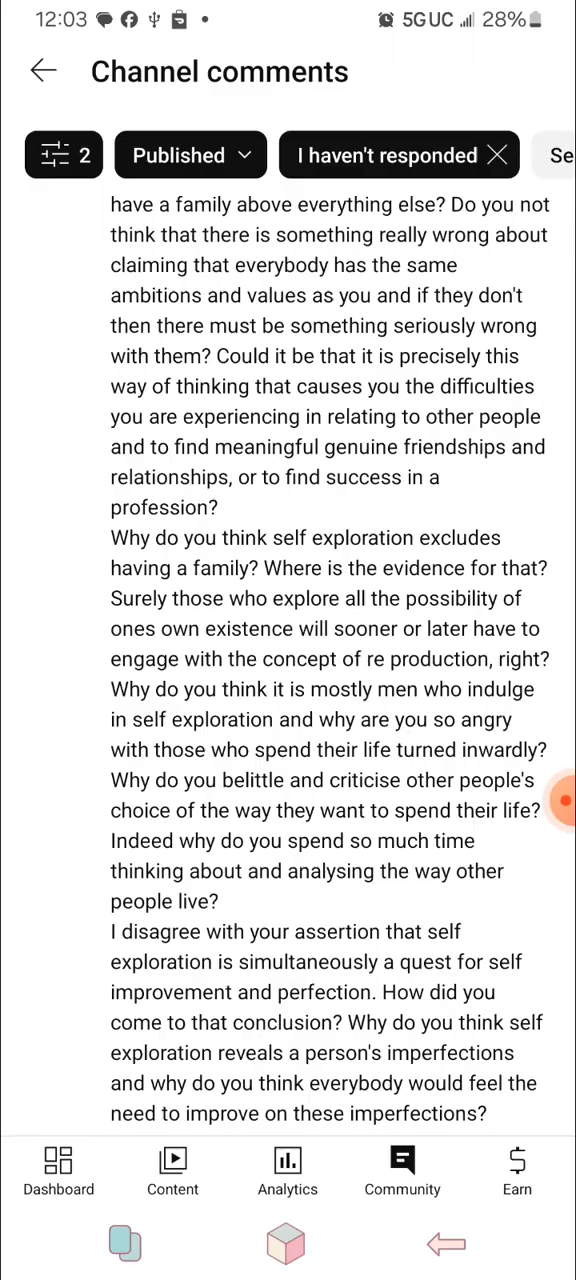 12:03
5G UC
28%
Channel comments
2
Published
I haven't responded
Se
have a family above everything else? Do you not
think that there is something really wrong about
claiming that everybody has the same
ambitions and values as you and if they don't
then there must be something seriously wrong
with them? Could it be that it is precisely this
way of thinking that causes you the difficulties
you are experiencing in relating to other people
and to find meaningful genuine friendships and
relationships, or to find success in a
profession?
Why do you think self exploration excludes
having a family? Where is the evidence for that?
Surely those who explore all the possibility of
ones own existence will sooner or later have to
engage with the concept of re production, right?
Why do you think it is mostly men who indulge
in self exploration and why are you so angry
with those who spend their life turned inwardly?
Why do you belittle and criticise other people's
choice of the way they want to spend their life?
Indeed why do you spend so much time
thinking about and analysing the way other
people live?
I disagree with your assertion that self
exploration is simultaneously a quest for self
improvement and perfection. How did you
come to that conclusion? Why do you think self
exploration reveals a person's imperfections
and why do you think everybody would feel the
need to improve on these imperfections?
Dashboard
Content
Analytics
Community
Earn